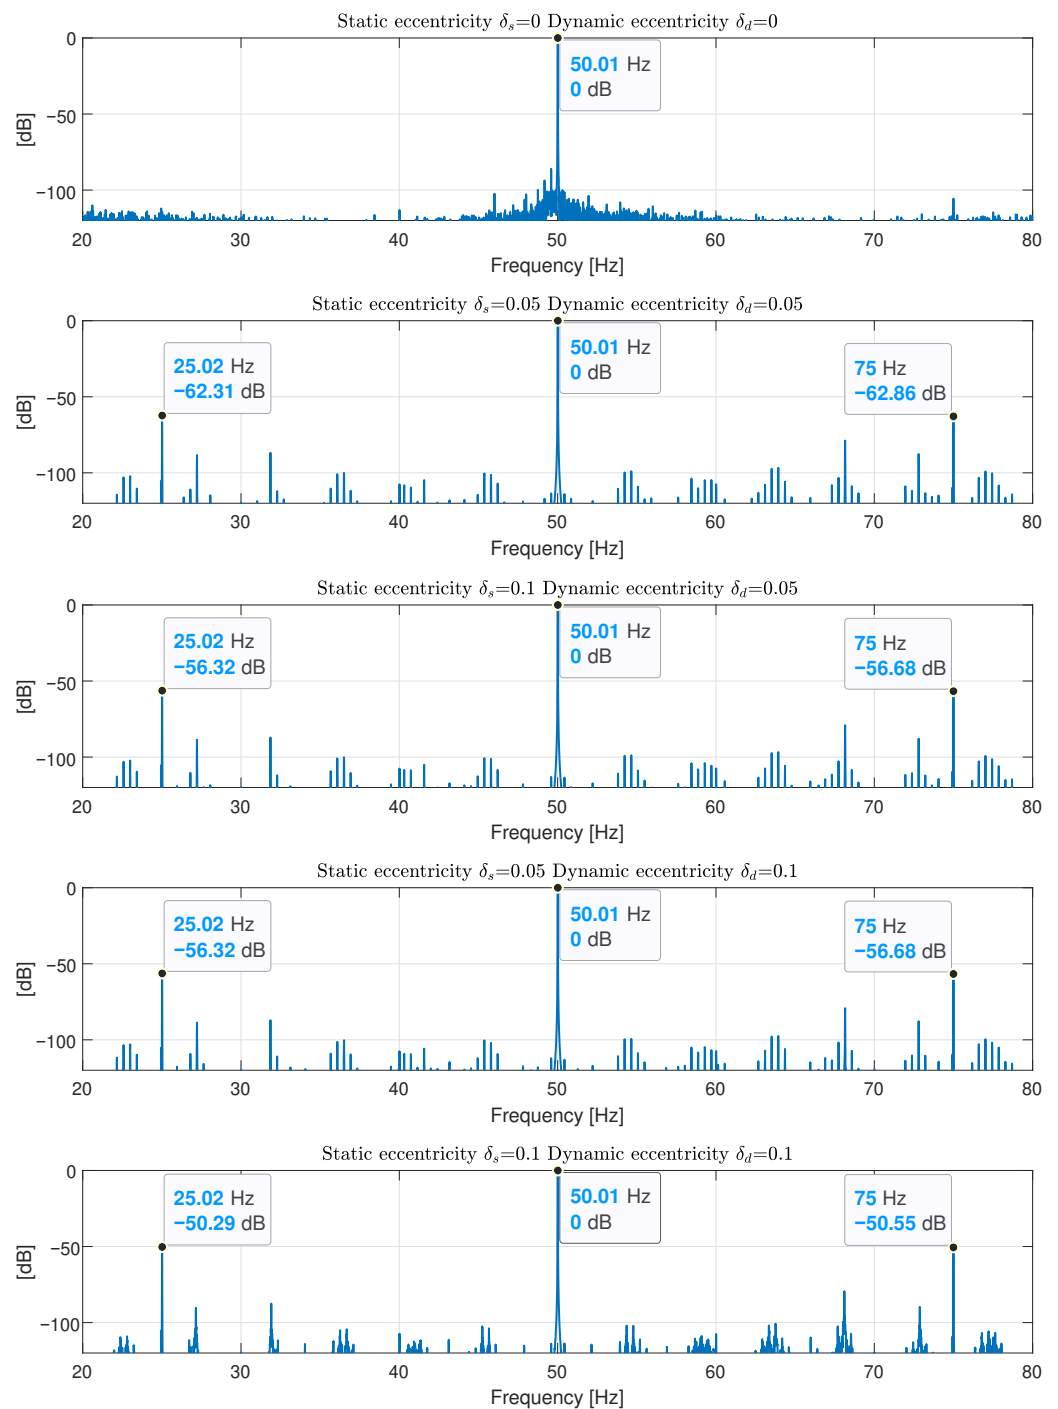 Static eccentricity δs=0 Dynamic eccentricity δd=0
0
50.01 Hz
0 dB
−50
[dB]
−100
20 30 40 50 60 70 80
Frequency [Hz]
Static eccentricity δs=0.05 Dynamic eccentricity δd=0.05
0
25.02 Hz
−62.31 dB
50.01 Hz
0 dB
75 Hz
−62.86 dB
−50
[dB]
−100
20 30 40 50 60 70 80
Frequency [Hz]
Static eccentricity δs=0.1 Dynamic eccentricity δd=0.05
0
25.02 Hz
−56.32 dB
50.01 Hz
0 dB
75 Hz
−56.68 dB
−50
[dB]
−100
20 30 40 50 60 70 80
Frequency [Hz]
Static eccentricity δs=0.05 Dynamic eccentricity δd=0.1
0
25.02 Hz
−56.32 dB
50.01 Hz
0 dB
75 Hz
−56.68 dB
−50
[dB]
−100
20 30 40 50 60 70 80
Frequency [Hz]
Static eccentricity δs=0.1 Dynamic eccentricity δd=0.1
0
25.02 Hz
−50.29 dB
50.01 Hz
0 dB
75 Hz
−50.55 dB
−50
[dB]
−100
20 30 40 50 60 70 80
Frequency [Hz]